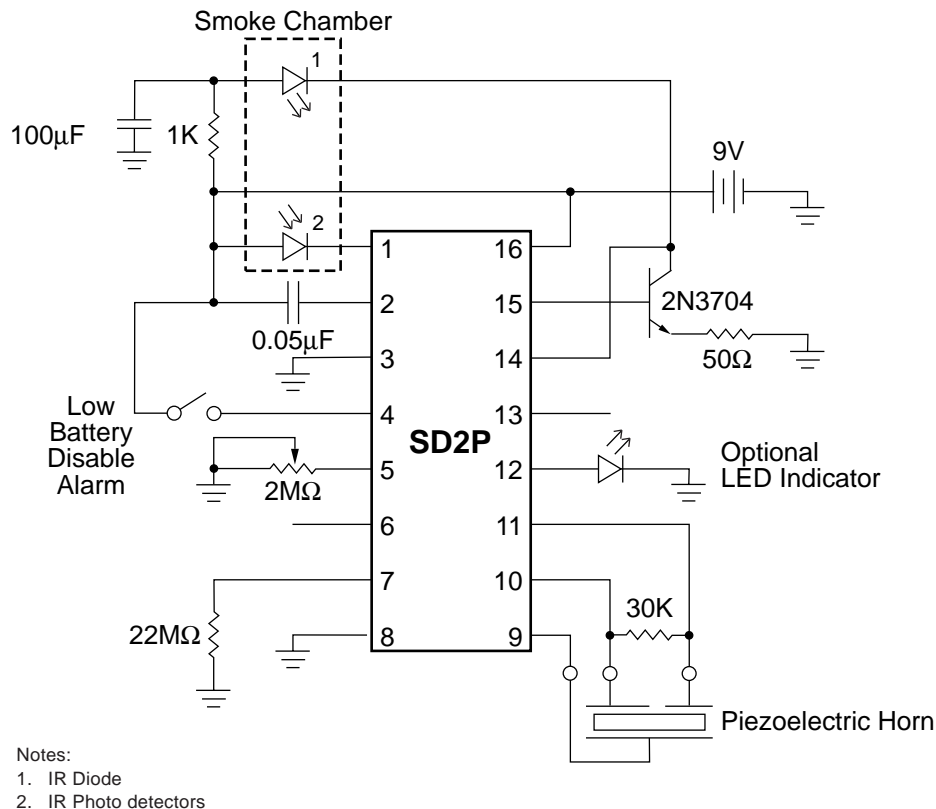 Smoke Chamber
1
100μF
1K
9V
2
1
16
2
15
2N3704
0.05μF
3
14
50Ω
Low
Battery
Disable
Alarm
4
13
SD2P
5
12
Optional
LED Indicator
2MΩ
6
11
7
10
30K
22MΩ
8
9
Piezoelectric Horn
Notes:
1. IR Diode
2. IR Photo detectors